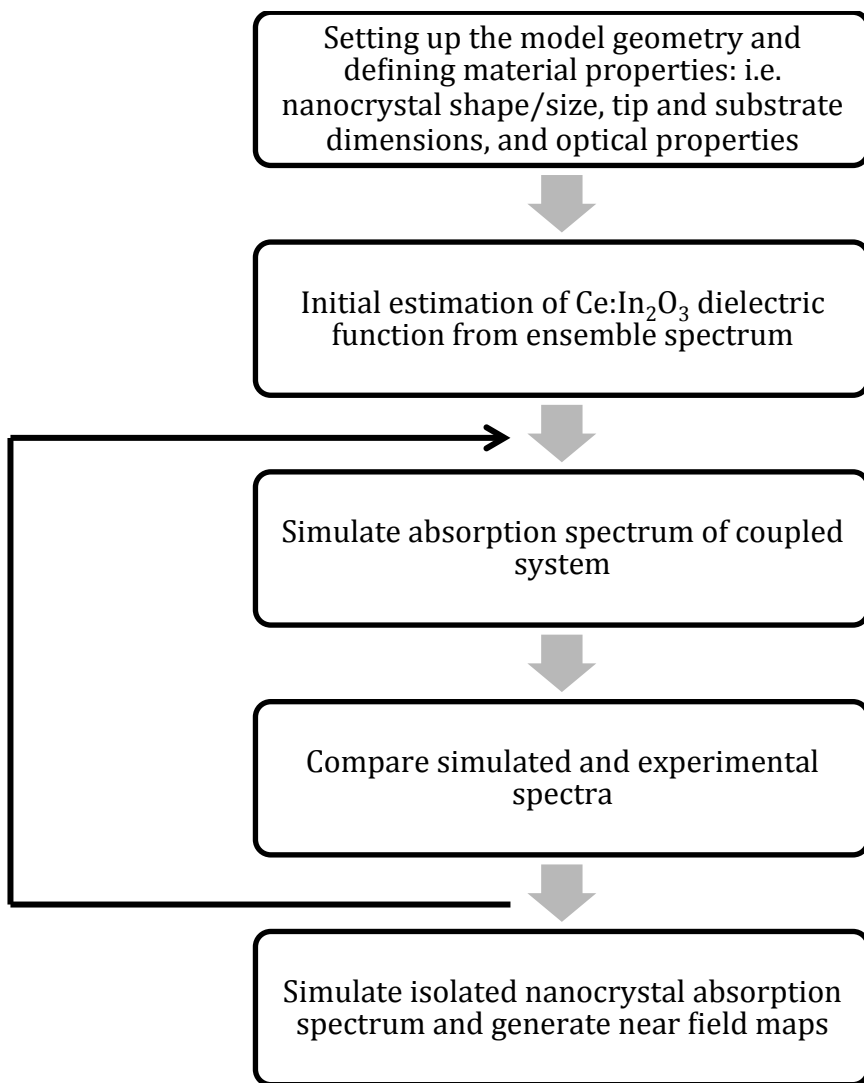 Setting up the model geometry and
defining material properties: i.e.
nanocrystal shape/size, tip and substrate
dimensions, and optical properties
Initial estimation of Ce:In₂O₃ dielectric
function from ensemble spectrum
Simulate absorption spectrum of coupled
system
Compare simulated and experimental
spectra
Simulate isolated nanocrystal absorption
spectrum and generate near field maps